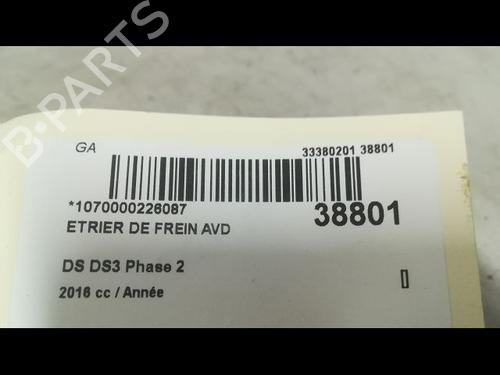 B-PARTS
GA
33380201 38801
*1070000226087
38801
ETRIER DE FREIN AVD
DS DS3 Phase 2
2016 cc / Année